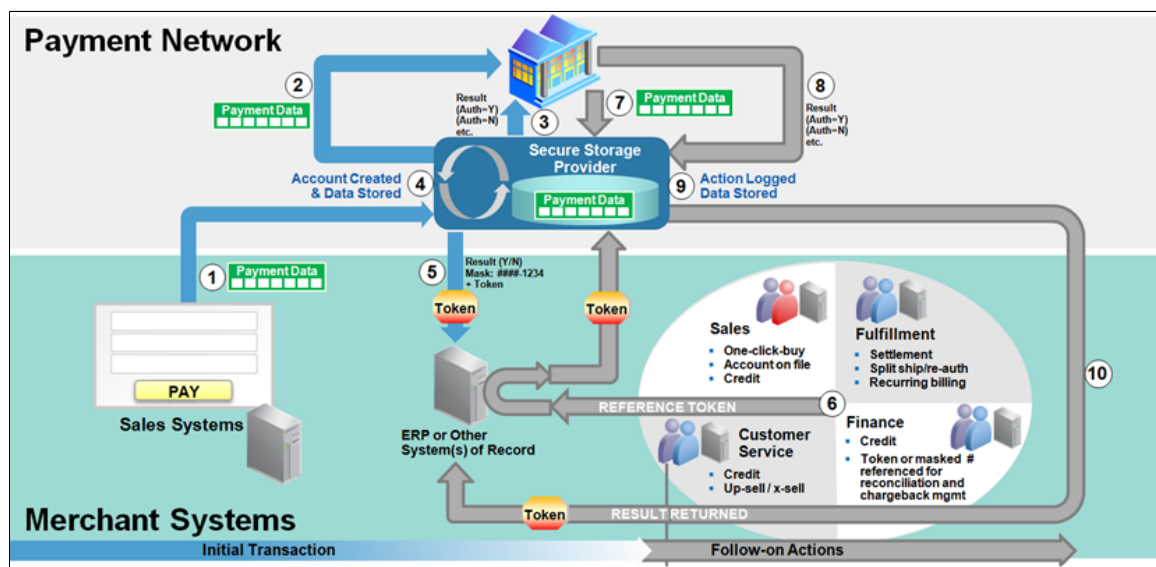 Payment Network
2
Payment Data
Result
(Auth=Y)
(Auth=N)
etc.
3
7
Payment Data
8
Result
(Auth=Y)
(Auth=N)
etc.
Secure Storage
Provider
Account Created
& Data Stored
4
Payment Data
9
Action Logged
Data Stored
1
Payment Data
5
Result (Y/N)
Mask: ####-1234
+ Token
Token
Token
PAY
Sales Systems
ERP or Other
System(s) of Record
REFERENCE TOKEN
6
Sales
One-click-buy
Account on file
Credit
Fulfillment
Settlement
Split ship/re-auth
Recurring billing
Customer
Service
Credit
Up-sell / x-sell
Finance
Credit
Token or masked #
referenced for
reconciliation and
chargeback mgmt
10
Token
RESULT RETURNED
Merchant Systems
Initial Transaction
Follow-on Actions